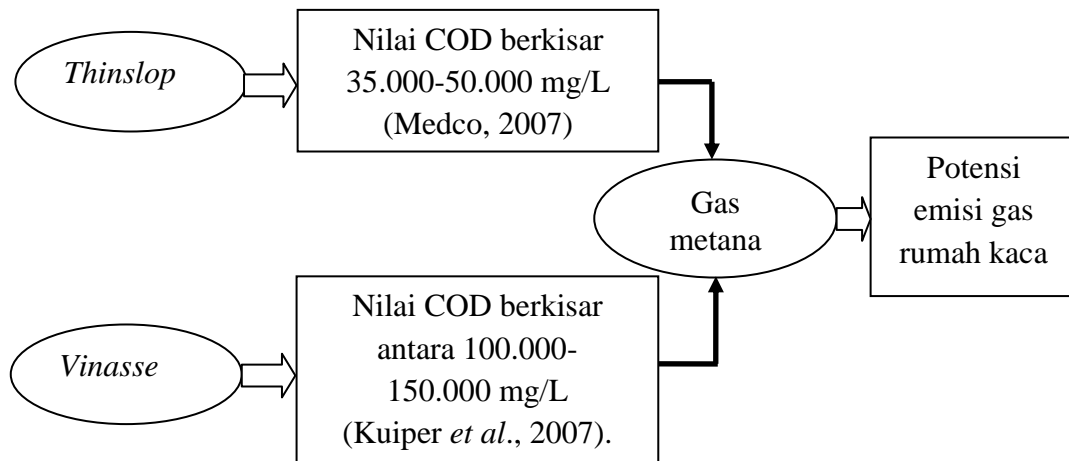 Thinslop
Nilai COD berkisar
35.000-50.000 mg/L
(Medco, 2007)
Gas
metana
Potensi
emisi gas
rumah kaca
Vinasse
Nilai COD berkisar
antara 100.000-
150.000 mg/L
(Kuiper et al., 2007).